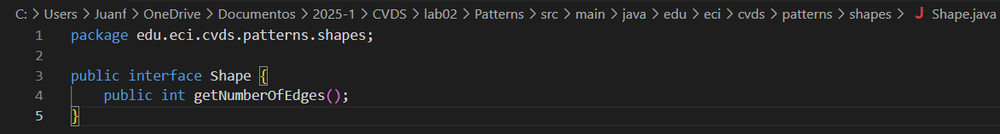 C: > Users > Juanf > OneDrive > Documentos > 2025-1 > CVDS > lab02 > Patterns > src > main > java > edu > eci > cvds > patterns > shapes > J Shape.java
1 package edu.eci.cvds.patterns.shapes;
2
3 public interface Shape {
4 public int getNumberOfEdges();
5 }